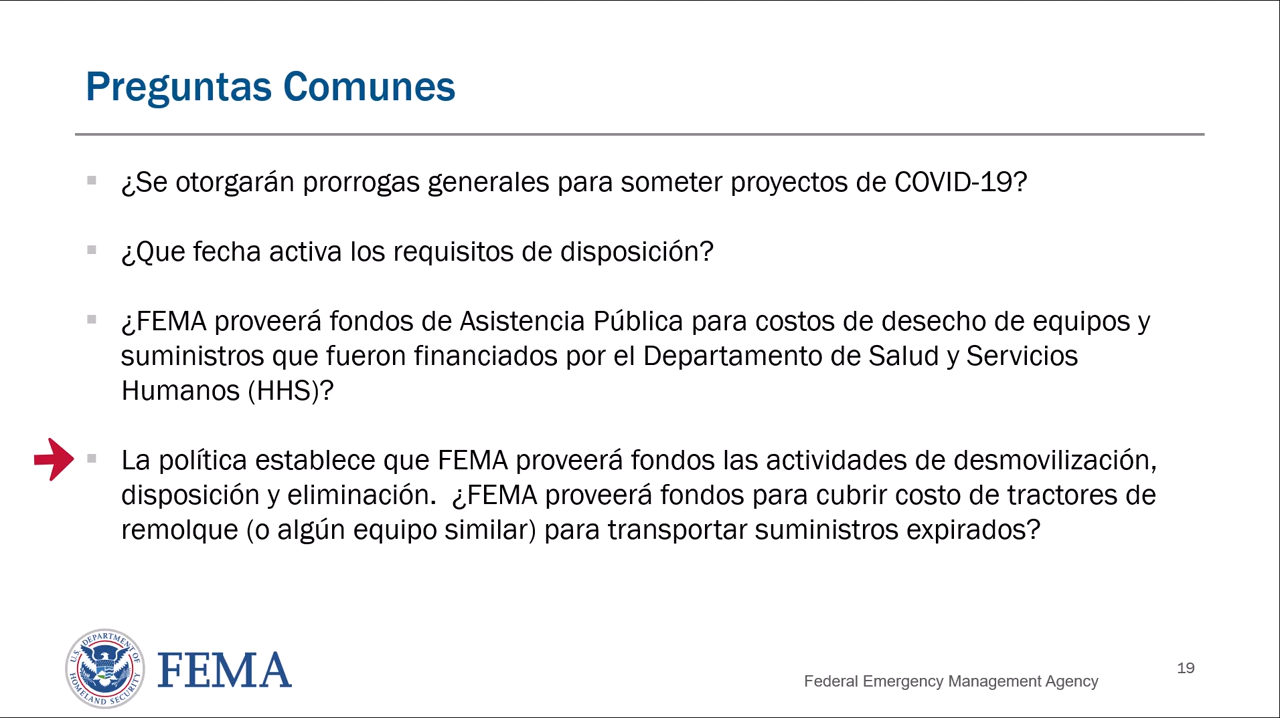 Preguntas Comunes
¿Se otorgarán prorrogas generales para someter proyectos de COVID-19?
¿Que fecha activa los requisitos de disposición?
¿FEMA proveerá fondos de Asistencia Pública para costos de desecho de equipos y
suministros que fueron financiados por el Departamento de Salud y Servicios
Humanos (HHS)?
La política establece que FEMA proveerá fondos las actividades de desmovilización,
disposición y eliminación.  ¿FEMA proveerá fondos para cubrir costo de tractores de
remolque (o algún equipo similar) para transportar suministros expirados?
U.S. DEPARTMENT OF
HOMELAND SECURITY
FEMA
Federal Emergency Management Agency
19